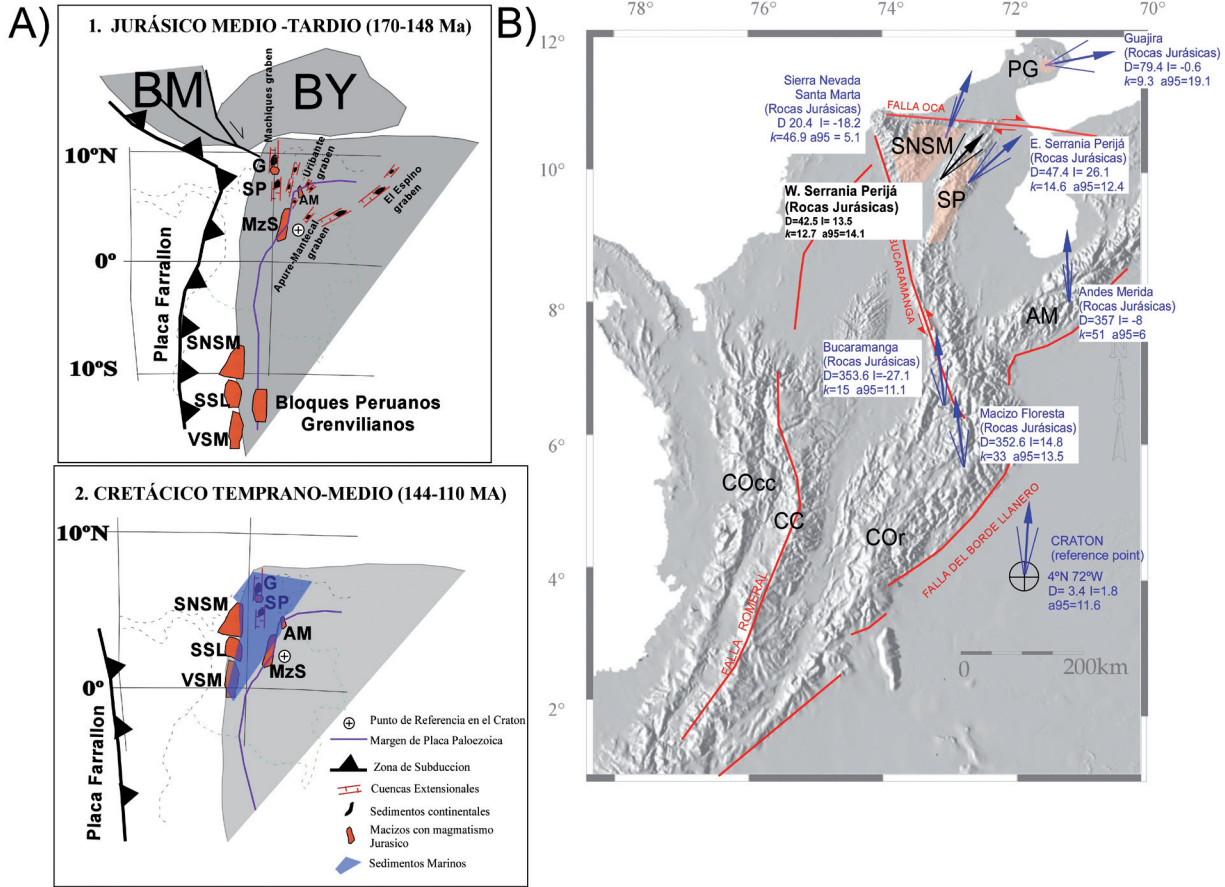 A)
1. JURÁSICO MEDIO -TARDIO (170-148 Ma)
BM
BY
Machiques graben
10ºN
G
SP
Uribante
graben
AM
El Espino
graben
MzS
Apure-Mantecal
graben
0º
Placa Farrallon
SNSM
10ºS
SSL
Bloques Peruanos
Grenvilianos
VSM
2. CRETÁCICO TEMPRANO-MEDIO (144-110 MA)
10ºN
G
SP
SNSM
AM
SSL
MzS
VSM
0º
Placa Farrallon
Punto de Referencia en el Craton
Margen de Placa Paleozoica
Zona de Subduccion
Cuencas Extensionales
Sedimentos continentales
Macizos con magmatismo
Jurasico
Sedimentos Marinos
B)
78°
76°
74°
72°
70°
12°
10°
8°
6°
4°
2°
Guajira
(Rocas Jurásicas)
D=79.4 I= -0.6
k=9.3 a95=19.1
PG
Sierra Nevada
Santa Marta
(Rocas Jurásicas)
D 20.4 I= -18.2
k=46.9 a95 = 5.1
FALLA OCA
SNSM
E. Serrania Perijá
(Rocas Jurásicas)
D=47.4 I= 26.1
k=14.6 a95=12.4
SP
W. Serrania Perijá
(Rocas Jurásicas)
D=42.5 I= 13.5
k=12.7 a95=14.1
BUCARAMANGA
Andes Merida
(Rocas Jurásicas)
D=357 I= -8
k=51 a95=6
AM
N
Bucaramanga
(Rocas Jurásicas)
D=353.6 I=-27.1
k=15 a95=11.1
Macizo Floresta
(Rocas Jurásicas)
D=352.6 I=14.8
k=33 a95=13.5
COcc
CC
COr
FALLA ROMERAL
FALLA DEL BORDE LLANERO
CRATON
(reference point)
4°N 72°W
D= 3.4 I=1.8
a95=11.6
0 200km